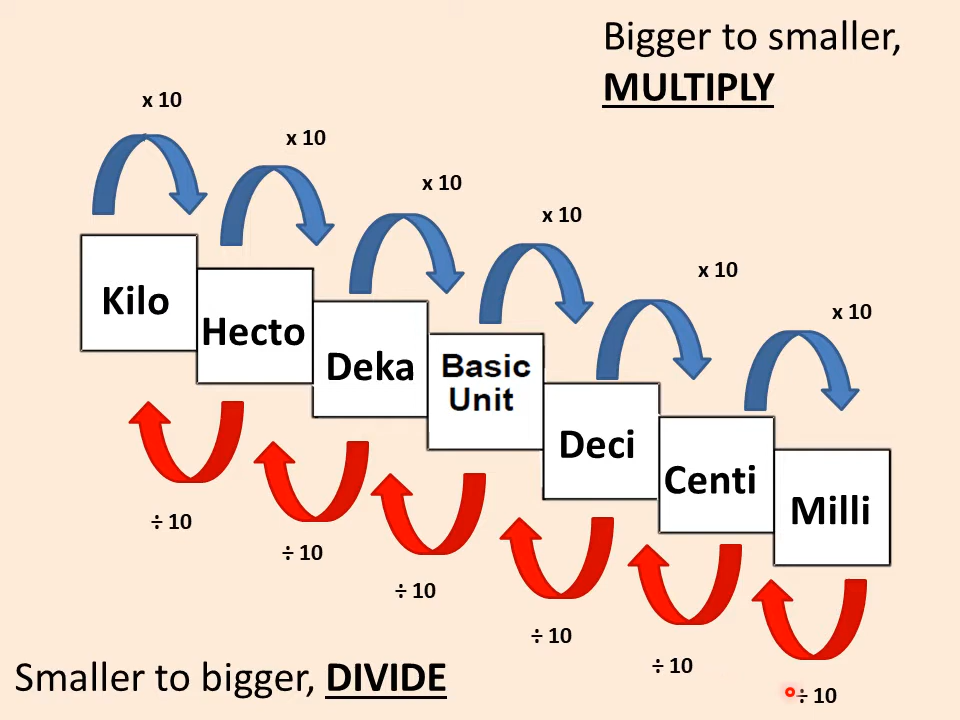 Bigger to smaller,
MULTIPLY
x 10
x 10
x 10
x 10
x 10
x 10
Kilo
Hecto
Deka
Basic
Unit
Deci
Centi
Milli
÷ 10
÷ 10
÷ 10
÷ 10
÷ 10
÷ 10
Smaller to bigger, DIVIDE